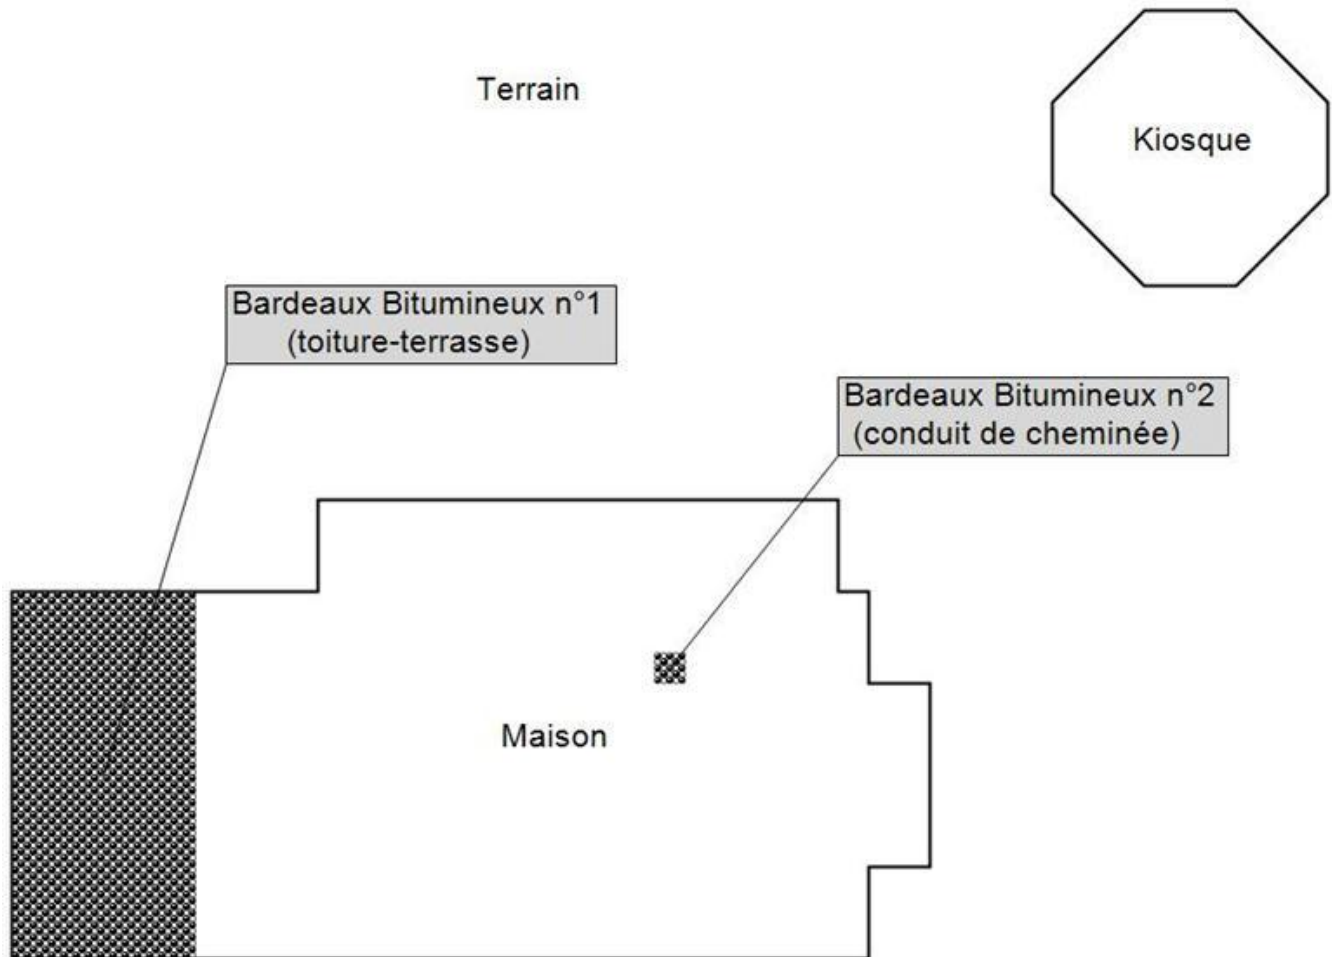 Terrain
Kiosque
Bardeaux Bitumineux n°1
(toiture-terrasse)
Bardeaux Bitumineux n°2
(conduit de cheminée)
Maison